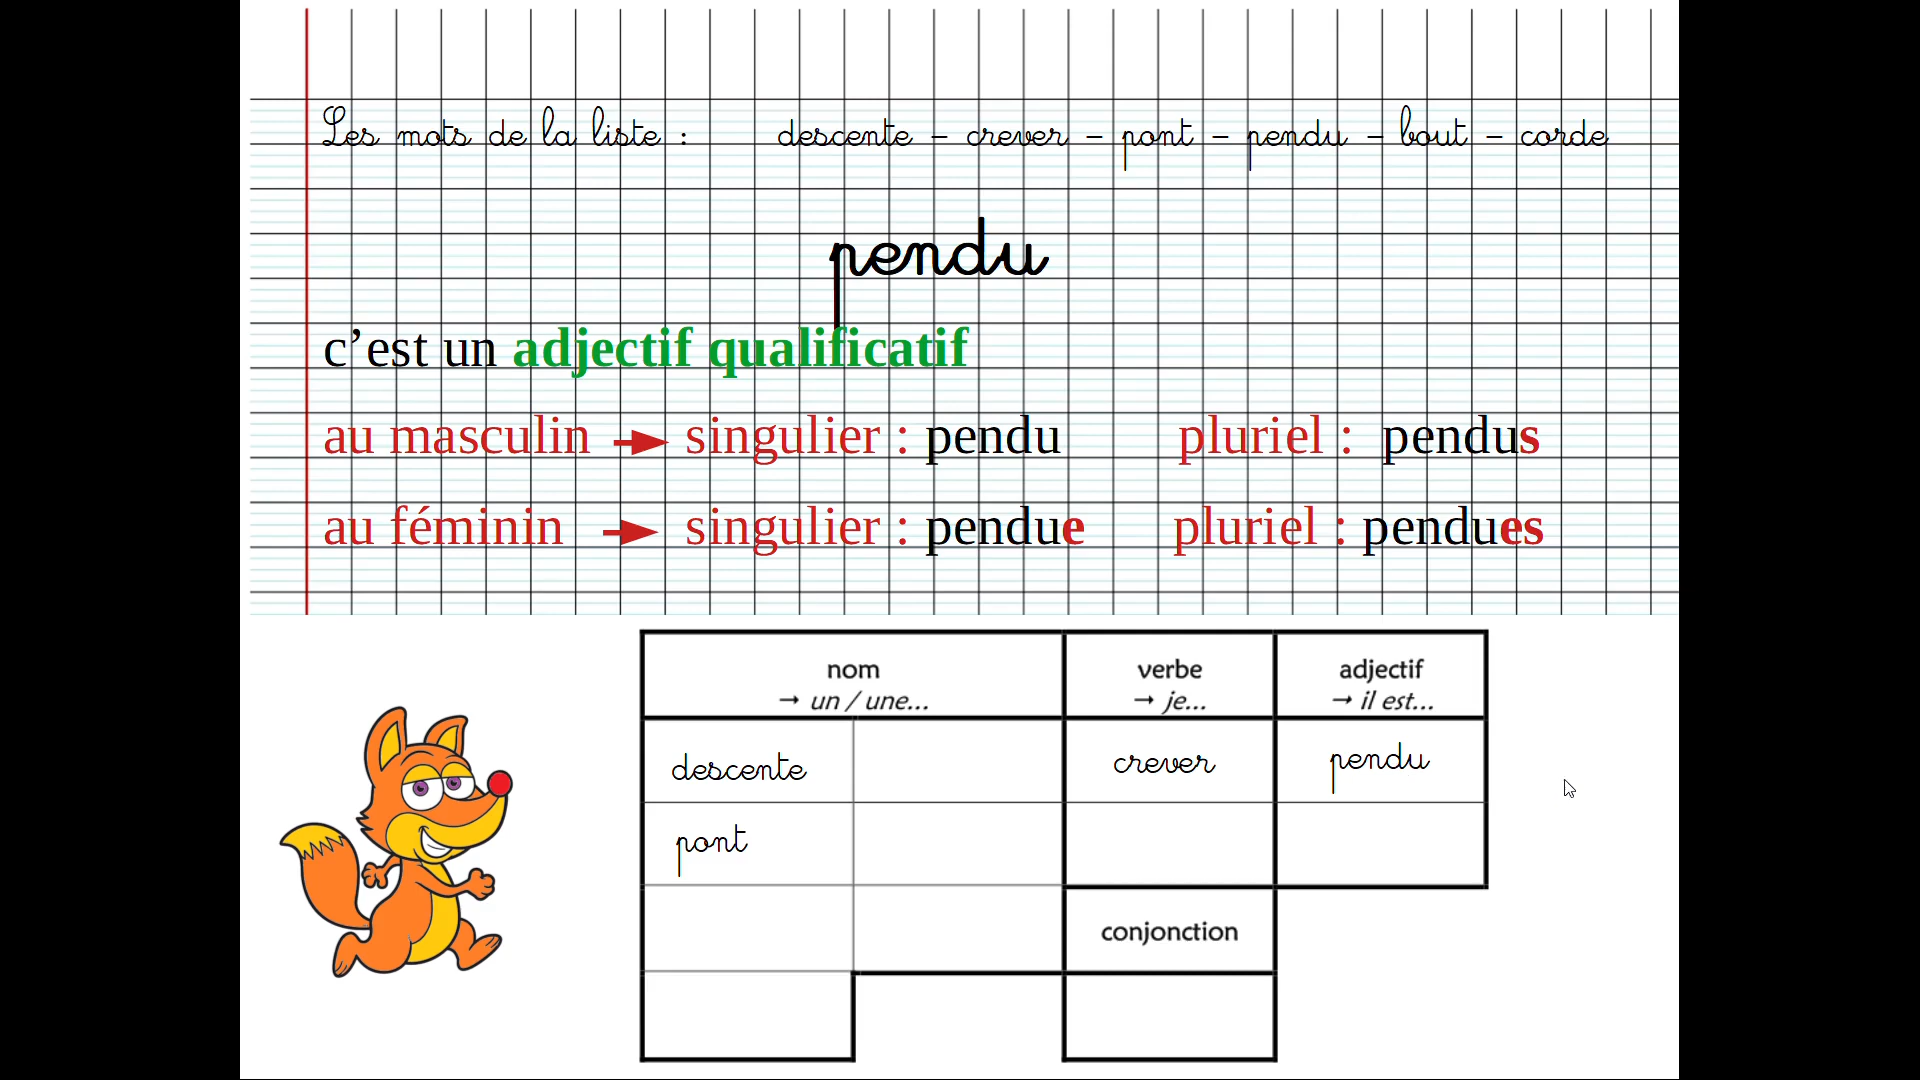 Les mots de la liste : descente – crever – pont – pendu – bout – corde
pendu
c’est un adjectif qualificatif
au masculin → singulier : pendu pluriel : pendus
au féminin → singulier : pendue pluriel : pendues
nom verbe adjectif
→ un / une... → je... → il est...
descente crever pendu
pont
conjonction